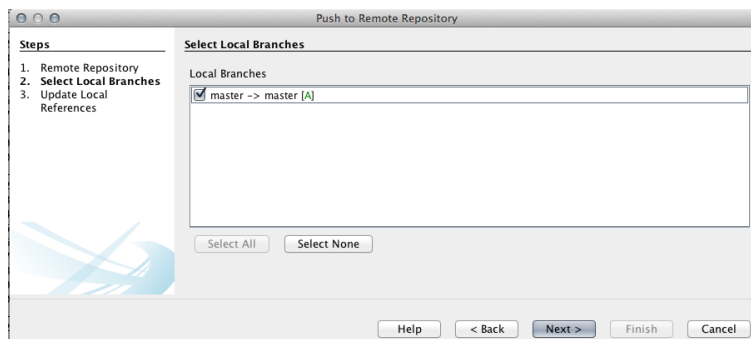 Push to Remote Repository
Steps
1. Remote Repository
2. Select Local Branches
3. Update Local
References
Select Local Branches
Local Branches
master -> master [A]
Select All
Select None
Help
< Back
Next >
Finish
Cancel